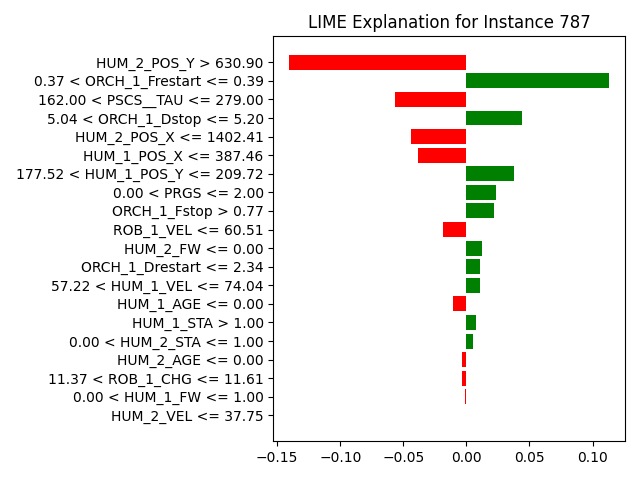 LIME Explanation for Instance 787
HUM_2_POS_Y > 630.90
0.37 < ORCH_1_Frestart <= 0.39
162.00 < PSCS__TAU <= 279.00
5.04 < ORCH_1_Dstop <= 5.20
HUM_2_POS_X <= 1402.41
HUM_1_POS_X <= 387.46
177.52 < HUM_1_POS_Y <= 209.72
0.00 < PRGS <= 2.00
ORCH_1_Fstop > 0.77
ROB_1_VEL <= 60.51
HUM_2_FW <= 0.00
ORCH_1_Drestart <= 2.34
57.22 < HUM_1_VEL <= 74.04
HUM_1_AGE <= 0.00
HUM_1_STA > 1.00
0.00 < HUM_2_STA <= 1.00
HUM_2_AGE <= 0.00
11.37 < ROB_1_CHG <= 11.61
0.00 < HUM_1_FW <= 1.00
HUM_2_VEL <= 37.75
−0.15 −0.10 −0.05 0.00 0.05 0.10